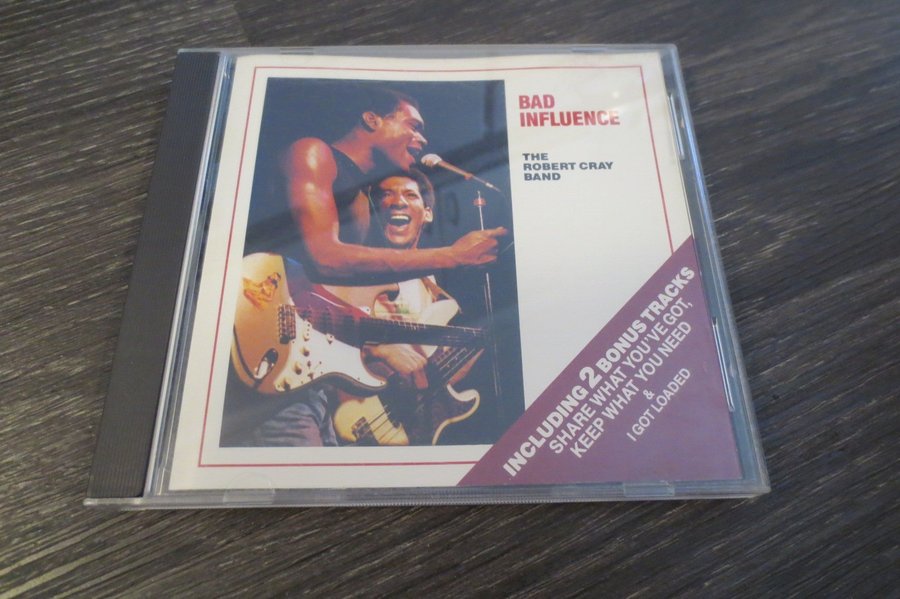 BAD
INFLUENCE
THE
ROBERT CRAY
BAND
INCLUDING 2 BONUS TRACKS
SHARE WHAT YOU'VE GOT,
KEEP WHAT YOU NEED
&
I GOT LOADED